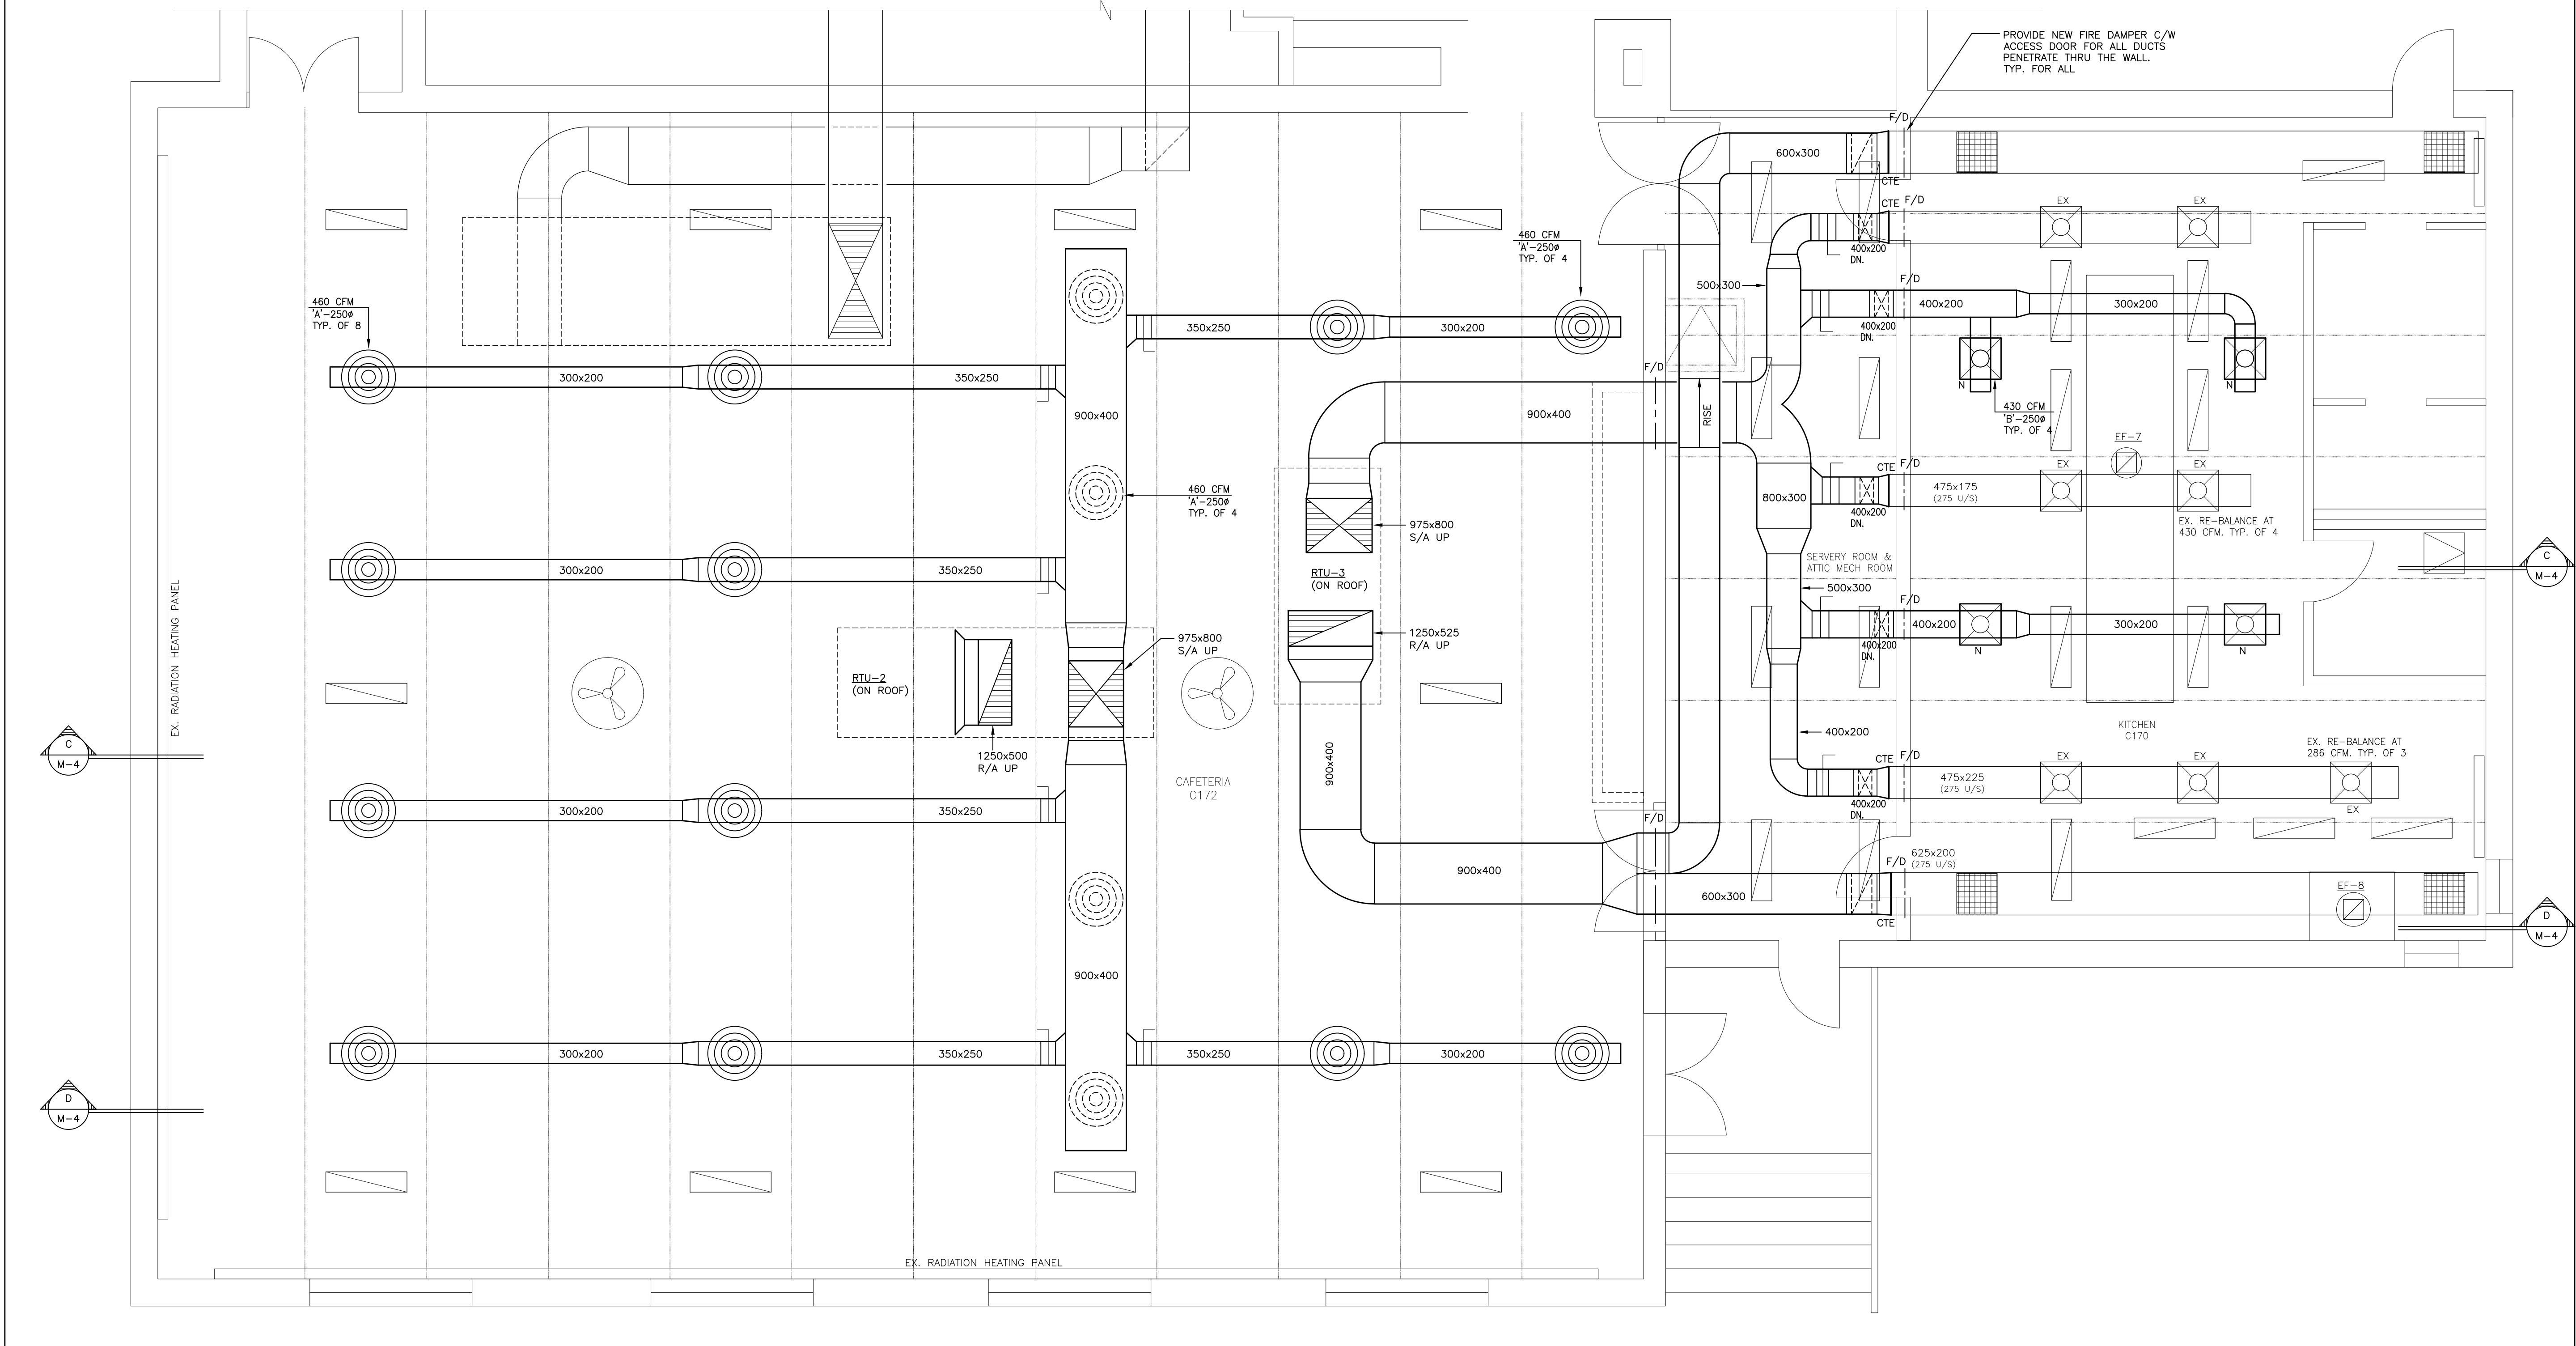 PROVIDE NEW FIRE DAMPER C/W
ACCESS DOOR FOR ALL DUCTS
PENETRATE THRU THE WALL.
TYP. FOR ALL
F/D
600x300
CTE
CTE
F/D
EX
EX
400x200
DN.
460 CFM
'A'-250ø
TYP. OF 4
460 CFM
'A'-250ø
TYP. OF 8
500x300
F/D
400x200
300x200
400x200
DN.
350x250
300x200
300x200
350x250
F/D
N
N
900x400
900x400
RISE
430 CFM
'B'-250ø
TYP. OF 4
EF-7
460 CFM
'A'-250ø
TYP. OF 4
CTE
F/D
EX
EX
475x175
(275 U/S)
800x300
400x200
DN.
975x800
S/A UP
EX. RE-BALANCE AT
430 CFM. TYP. OF 4
SERVERY ROOM &
ATTIC MECH ROOM
C
M-4
300x200
350x250
RTU-3
(ON ROOF)
500x300
F/D
EX. RADIATION HEATING PANEL
975x800
S/A UP
1250x525
R/A UP
400x200
300x200
400x200
DN.
N
N
RTU-2
(ON ROOF)
C
M-4
1250x500
R/A UP
900x400
400x200
KITCHEN
C170
EX. RE-BALANCE AT
286 CFM. TYP. OF 3
CAFETERIA
C172
CTE
F/D
EX
EX
475x225
(275 U/S)
400x200
DN.
EX
300x200
350x250
F/D
625x200
(275 U/S)
F/D
900x400
600x300
CTE
EF-8
D
M-4
900x400
300x200
350x250
350x250
300x200
D
M-4
EX. RADIATION HEATING PANEL